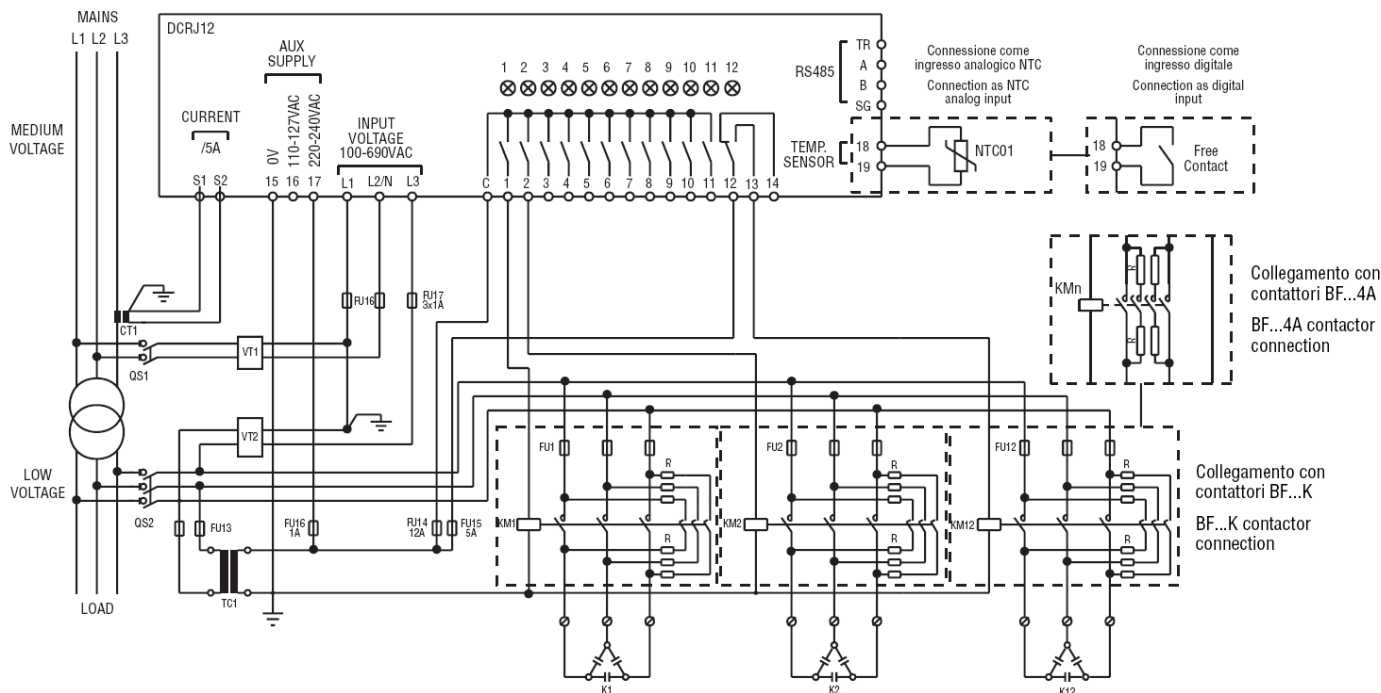 MAINS
L1 L2 L3
MEDIUM
VOLTAGE
DCRJ12
AUX
SUPPLY
CURRENT
/5A
0V
110-127VAC
220-240VAC
INPUT
VOLTAGE
100-690VAC
S1 S2
15 16 17
L1 L2/N L3
1 2 3 4 5 6 7 8 9 10 11 12
C 1 2 3 4 5 6 7 8 9 10 11 12 13 14
RS485
TR
A
B
SG
TEMP.
SENSOR
18
19
Connessione come
ingresso analogico NTC
Connection as NTC
analog input
NTC01
Connessione come
ingresso digitale
Connection as digital
input
18
19
Free
Contact
CT1
QS1
VT1
FU16
FU17
3x1A
VT2
KMn
R
R
Collegamento con
contattori BF...4A
BF...4A contactor
connection
LOW
VOLTAGE
QS2
FU13
FU16
1A
FU14
12A
FU15
5A
TC1
LOAD
FU1
R
KM1
R
K1
FU2
R
KM2
R
K2
FU12
R
KM12
R
K12
Collegamento con
contattori BF...K
BF...K contactor
connection